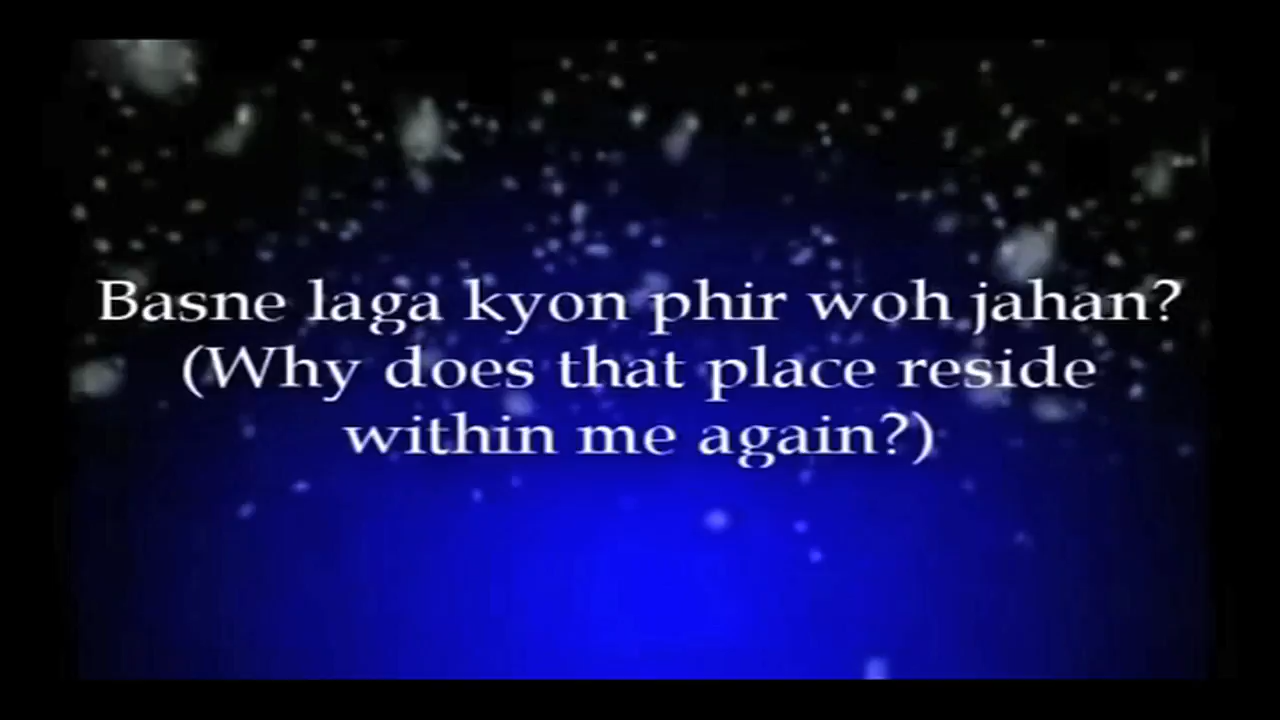 Basne laga kyon phir woh jahan?
(Why does that place reside
within me again?)